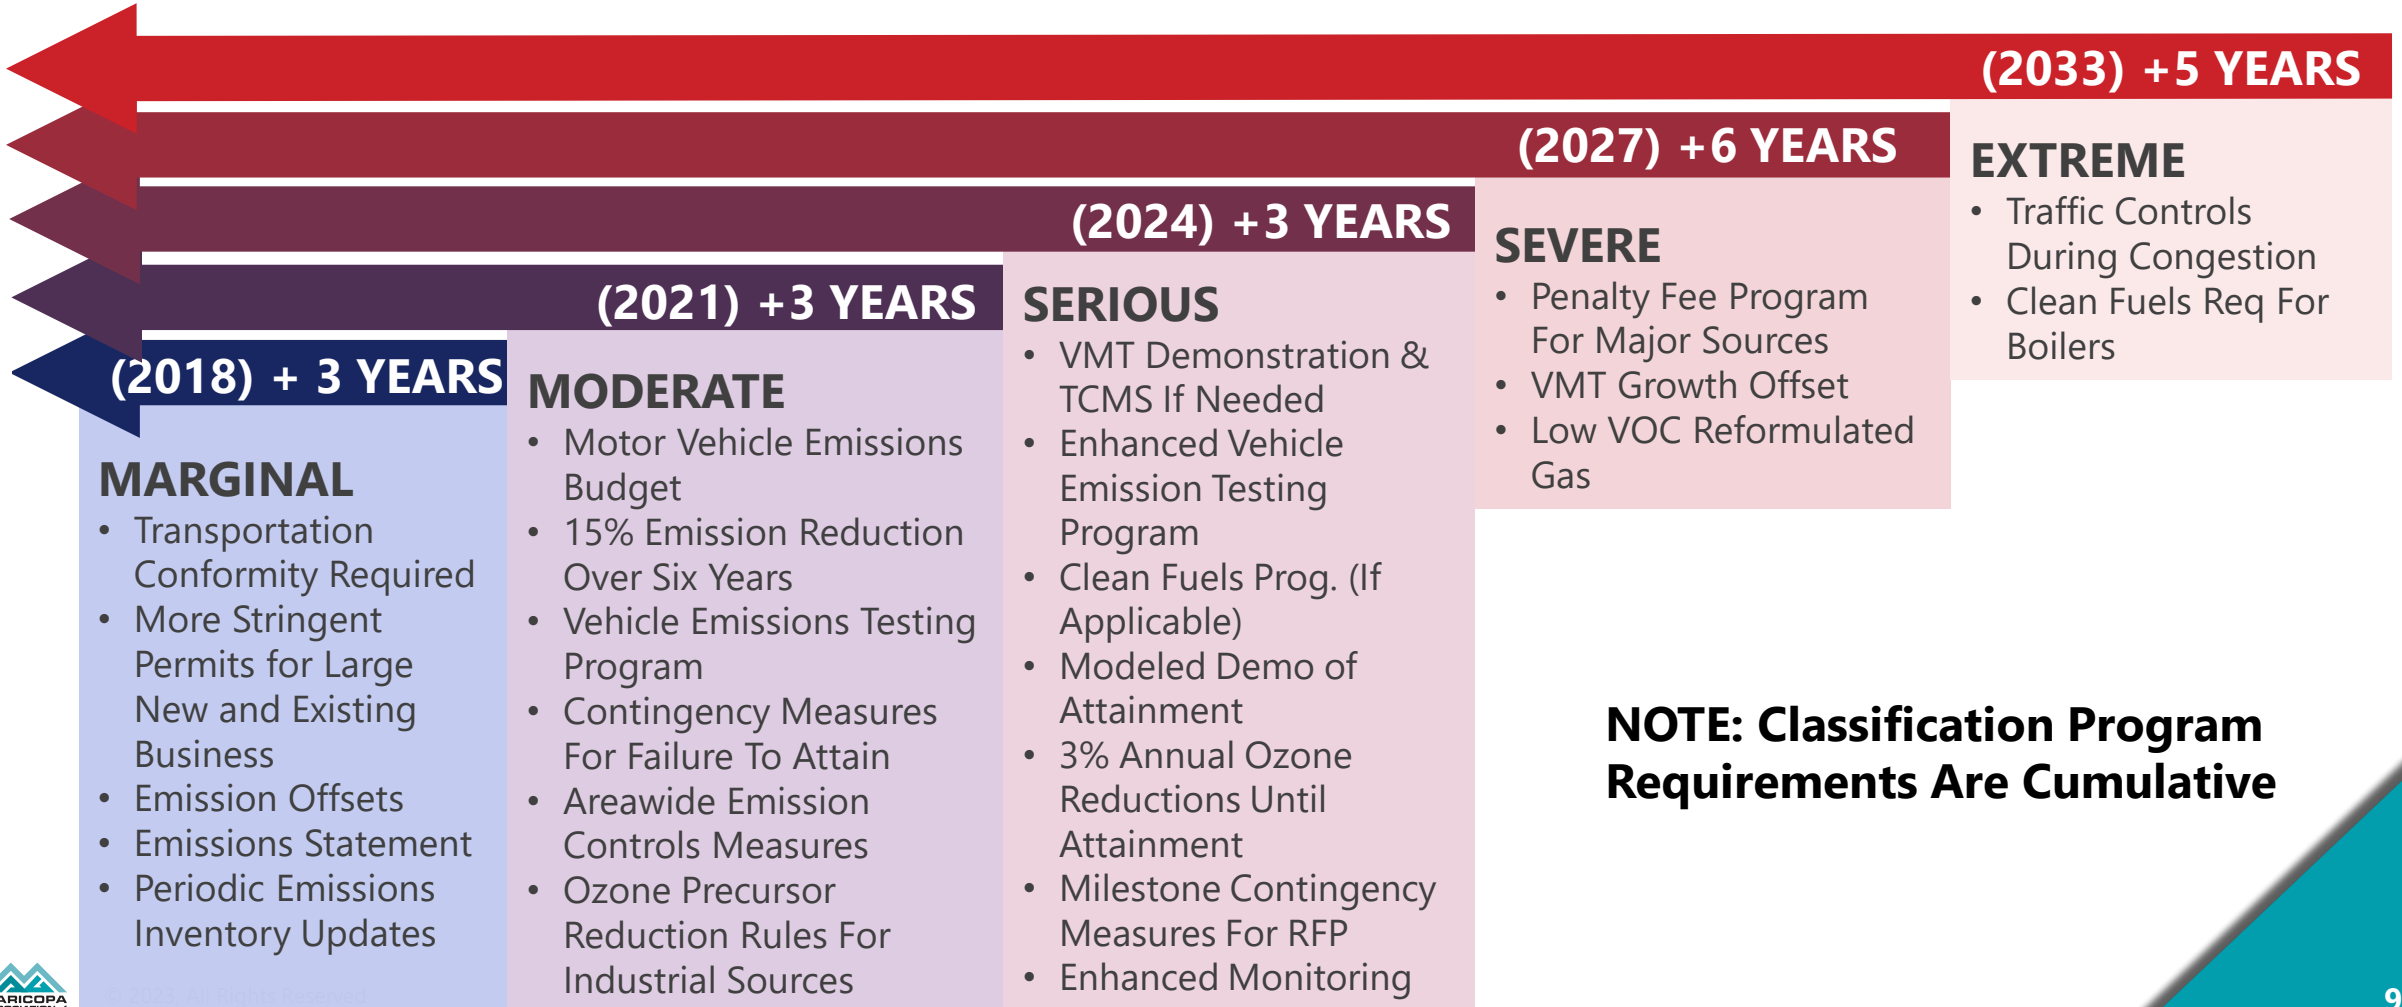 (2033) +5 YEARS
(2027) +6 YEARS
(2024) +3 YEARS
(2021) +3 YEARS
(2018) + 3 YEARS
MARGINAL
• Transportation
Conformity Required
• More Stringent
Permits for Large
New and Existing
Business
• Emission Offsets
• Emissions Statement
• Periodic Emissions
Inventory Updates
MODERATE
• Motor Vehicle Emissions
Budget
• 15% Emission Reduction
Over Six Years
• Vehicle Emissions Testing
Program
• Contingency Measures
For Failure To Attain
• Areawide Emission
Controls Measures
• Ozone Precursor
Reduction Rules For
Industrial Sources
SERIOUS
• VMT Demonstration &
TCMS If Needed
• Enhanced Vehicle
Emission Testing
Program
• Clean Fuels Prog. (If
Applicable)
• Modeled Demo of
Attainment
• 3% Annual Ozone
Reductions Until
Attainment
• Milestone Contingency
Measures For RFP
• Enhanced Monitoring
SEVERE
• Penalty Fee Program
For Major Sources
• VMT Growth Offset
• Low VOC Reformulated
Gas
EXTREME
• Traffic Controls
During Congestion
• Clean Fuels Req For
Boilers
NOTE: Classification Program
Requirements Are Cumulative
ARICOPA
© 2023, All Rights Reserved
9